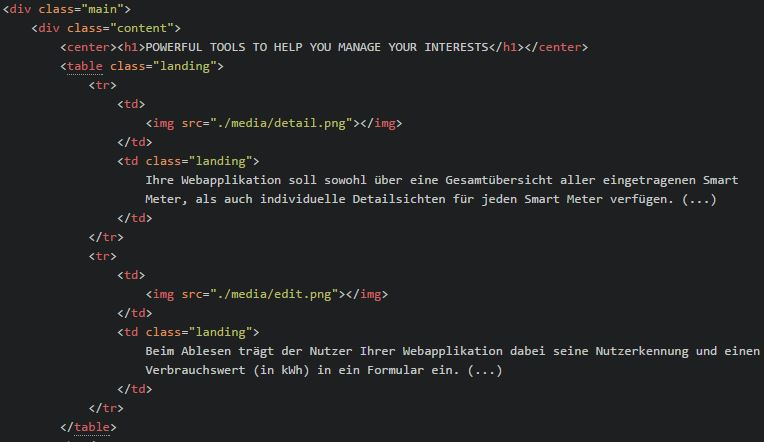 <div class="main">
<div class="content">
<center><h1>POWERFUL TOOLS TO HELP YOU MANAGE YOUR INTERESTS</h1></center>
<table class="landing">
<tr>
<td>
<img src="./media/detail.png"></img>
</td>
<td class="landing">
Ihre Webapplikation soll sowohl über eine Gesamtübersicht aller eingetragenen Smart
Meter, als auch individuelle Detailsichten für jeden Smart Meter verfügen. (...)
</td>
</tr>
<tr>
<td>
<img src="./media/edit.png"></img>
</td>
<td class="landing">
Beim Ablesen trägt der Nutzer Ihrer Webapplikation dabei seine Nutzerkennung und einen
Verbrauchswert (in kWh) in ein Formular ein. (...)
</td>
</tr>
</table>